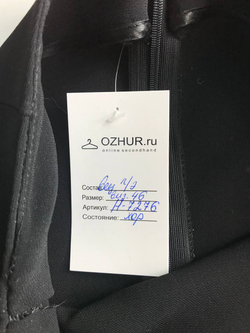 OZHUR.ru
online secondhand
Состав:
Размер: 46
Артикул: Н-7276
Состояние: хор